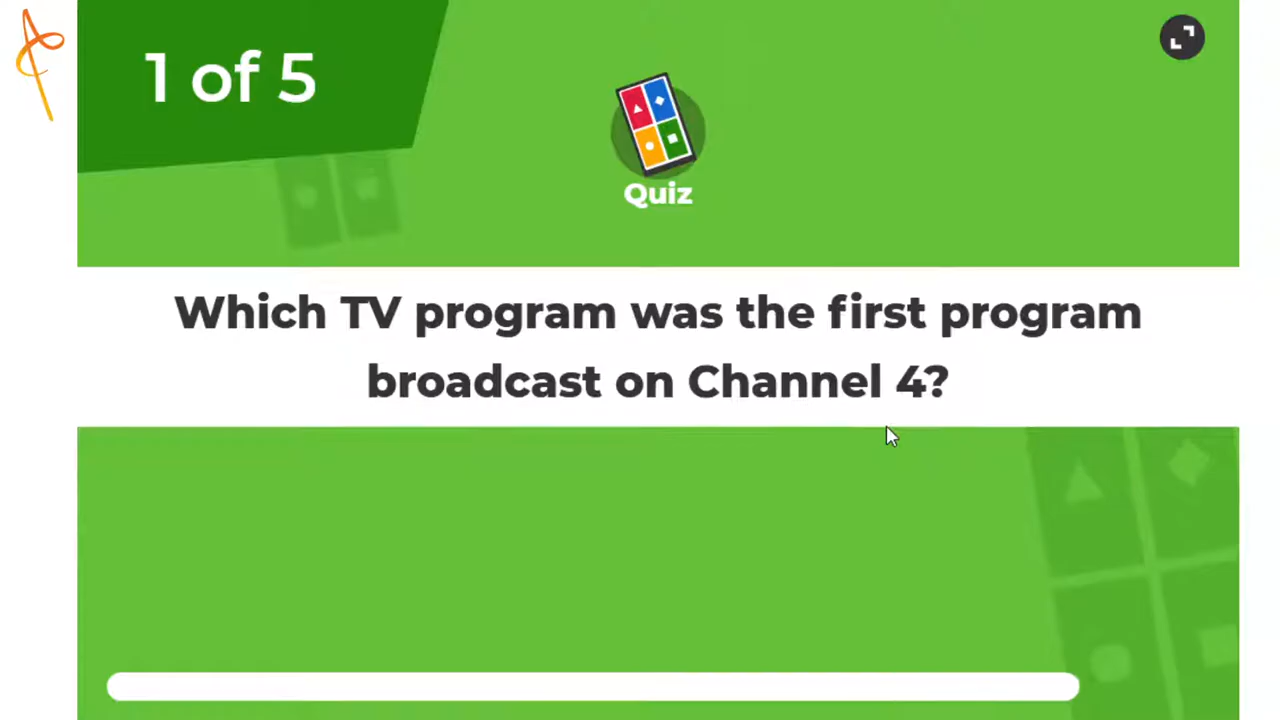 1 of 5
Quiz
Which TV program was the first program
broadcast on Channel 4?